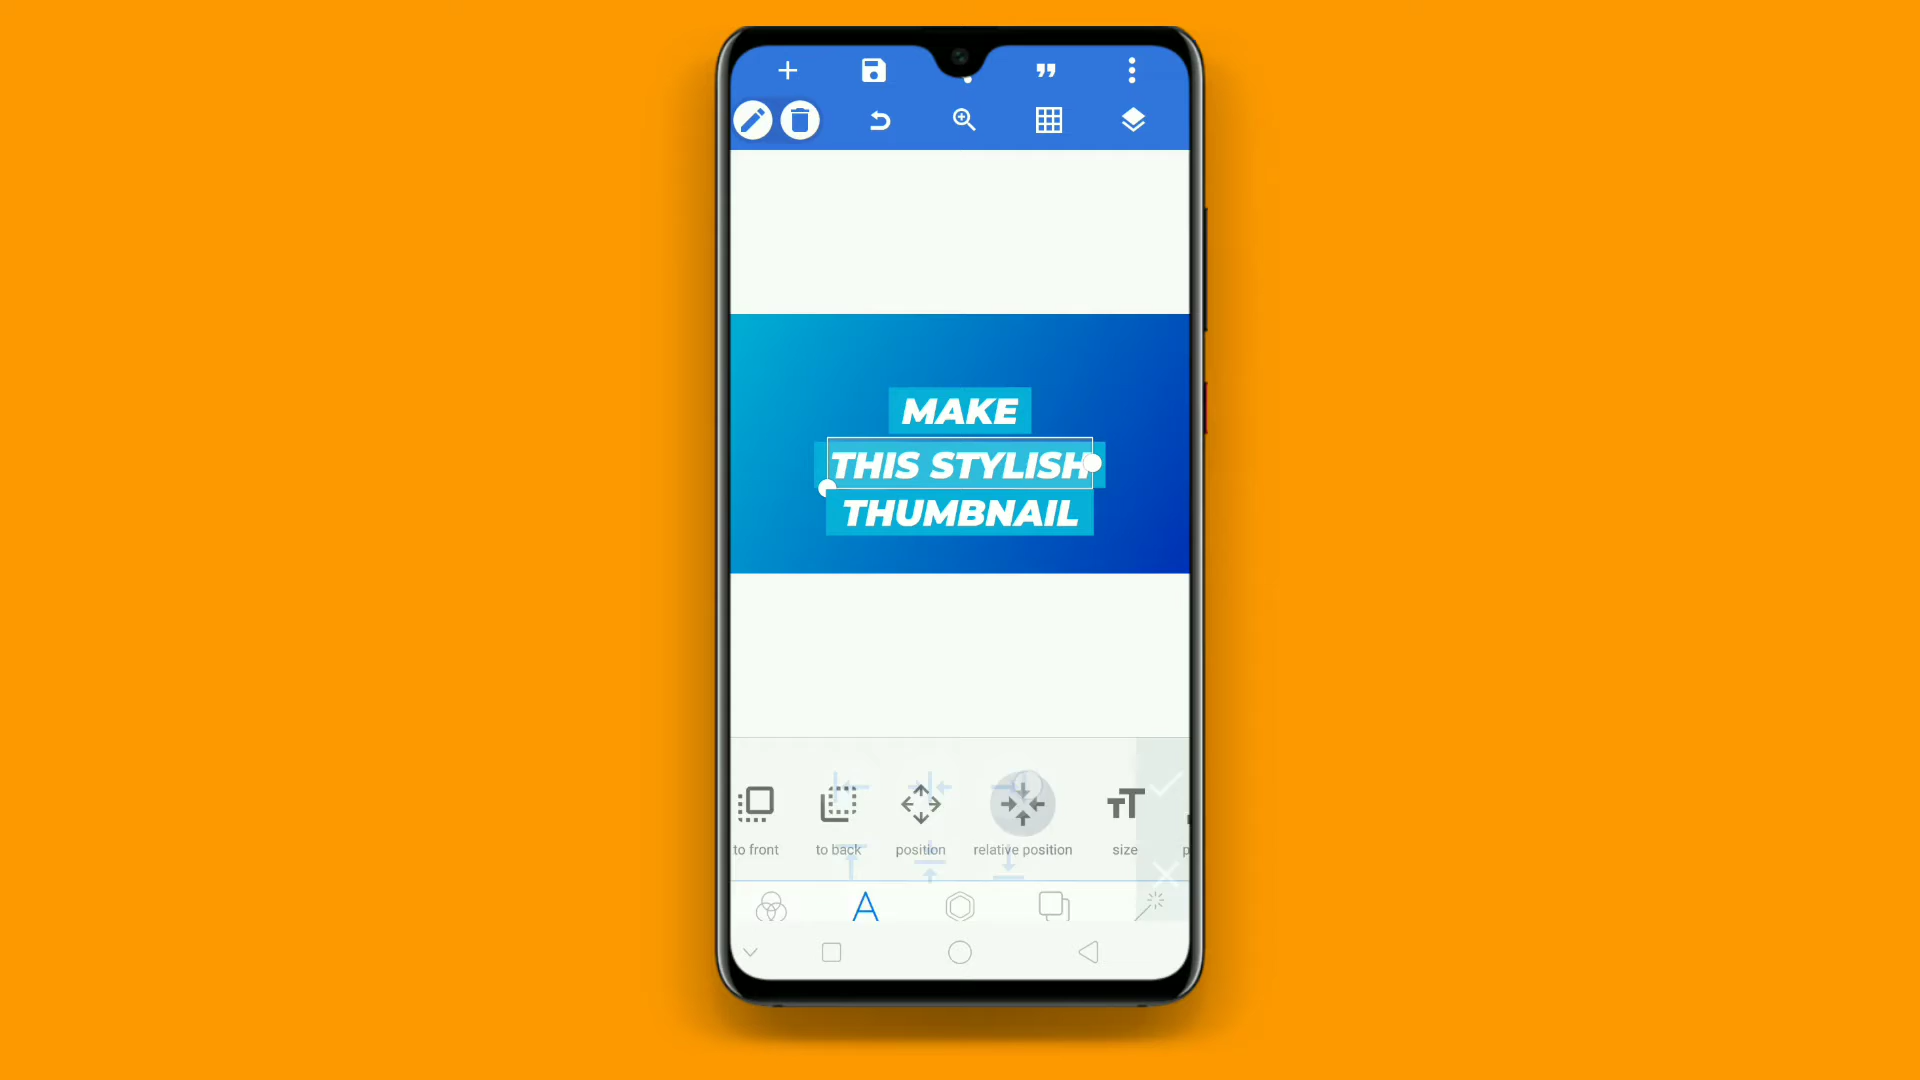 MAKE
THIS STYLISH
THUMBNAIL
to front
to back
position
relative position
size
p